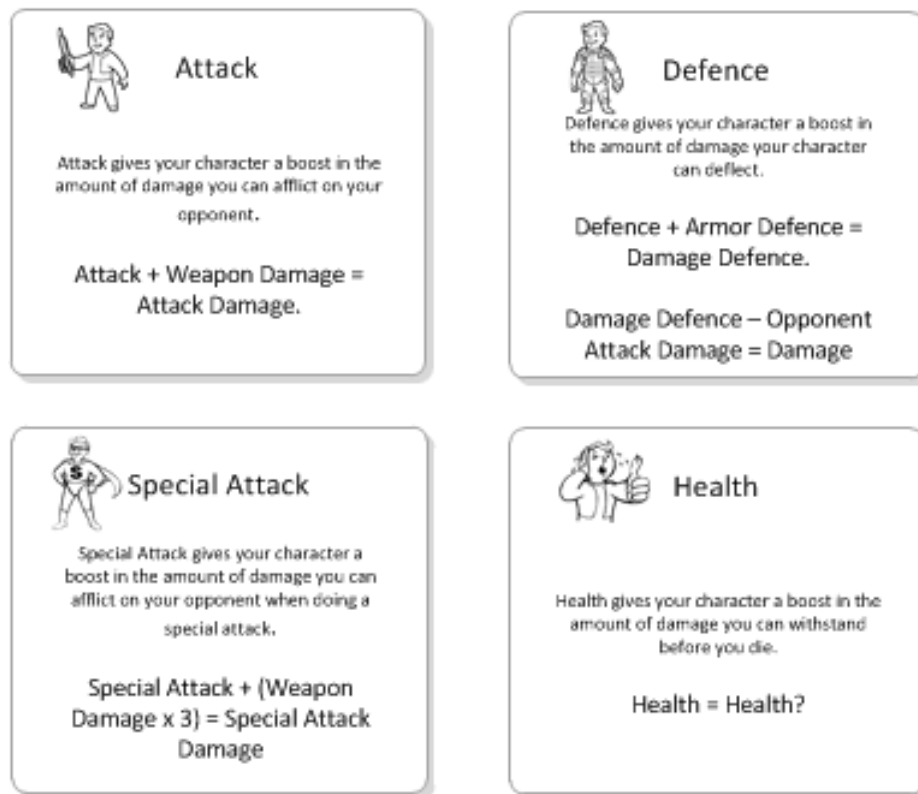 Attack
Attack gives your character a boost in the
amount of damage you can afflict on your
opponent.
Attack + Weapon Damage =
Attack Damage.
Defence
Defence gives your character a boost in
the amount of damage your character
can deflect.
Defence + Armor Defence =
Damage Defence.
Damage Defence – Opponent
Attack Damage = Damage
S
Special Attack
Special Attack gives your character a
boost in the amount of damage you can
afflict on your opponent when doing a
special attack.
Special Attack + (Weapon
Damage x 3) = Special Attack
Damage
Health
Health gives your character a boost in the
amount of damage you can withstand
before you die.
Health = Health?